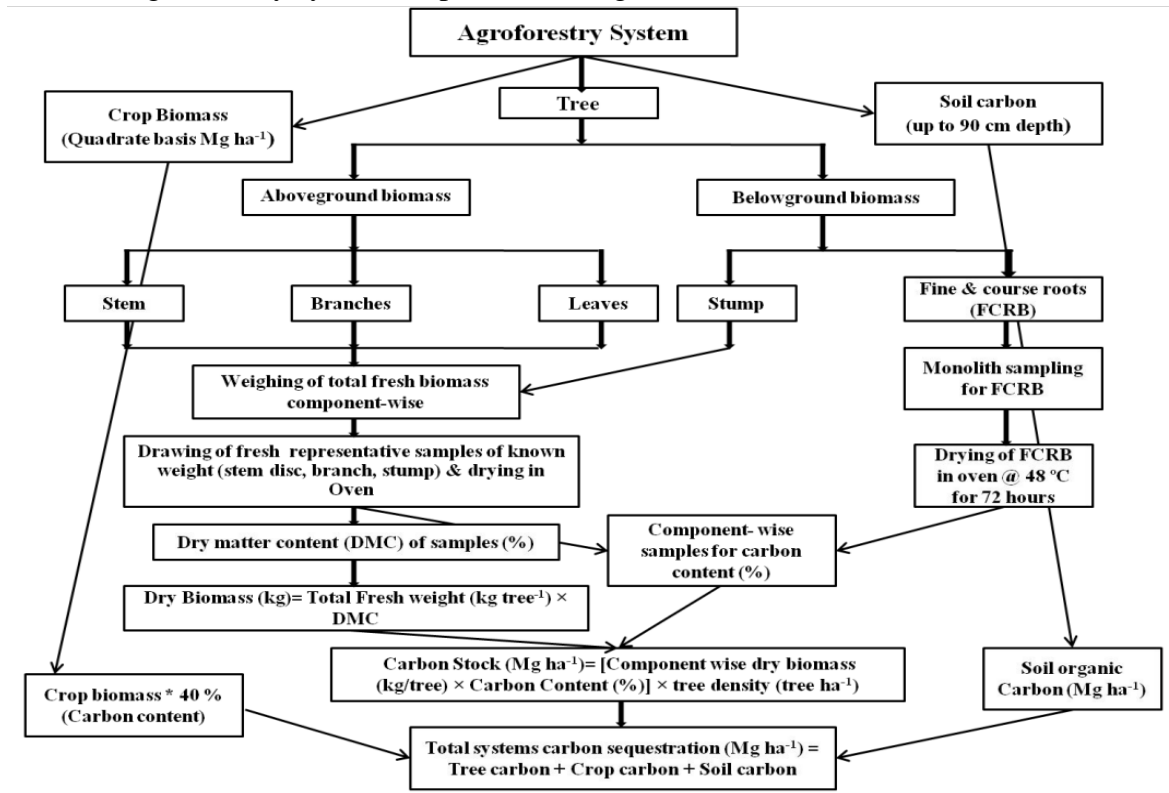 Agroforestry System
Tree
Crop Biomass
(Quadrate basis Mg ha⁻¹)
Soil carbon
(up to 90 cm depth)
Aboveground biomass
Belowground biomass
Stem
Branches
Leaves
Stump
Fine & course roots
(FCRB)
Weighing of total fresh biomass
component-wise
Monolith sampling
for FCRB
Drawing of fresh representative samples of known
weight (stem disc, branch, stump) & drying in
Oven
Drying of FCRB
in oven @ 48 °C
for 72 hours
Dry matter content (DMC) of samples (%)
Component- wise
samples for carbon
content (%)
Dry Biomass (kg)= Total Fresh weight (kg tree⁻¹) ×
DMC
Carbon Stock (Mg ha⁻¹)= [Component wise dry biomass
(kg/tree) × Carbon Content (%)] × tree density (tree ha⁻¹)
Soil organic
Carbon (Mg ha⁻¹)
Crop biomass * 40 %
(Carbon content)
Total systems carbon sequestration (Mg ha⁻¹) =
Tree carbon + Crop carbon + Soil carbon